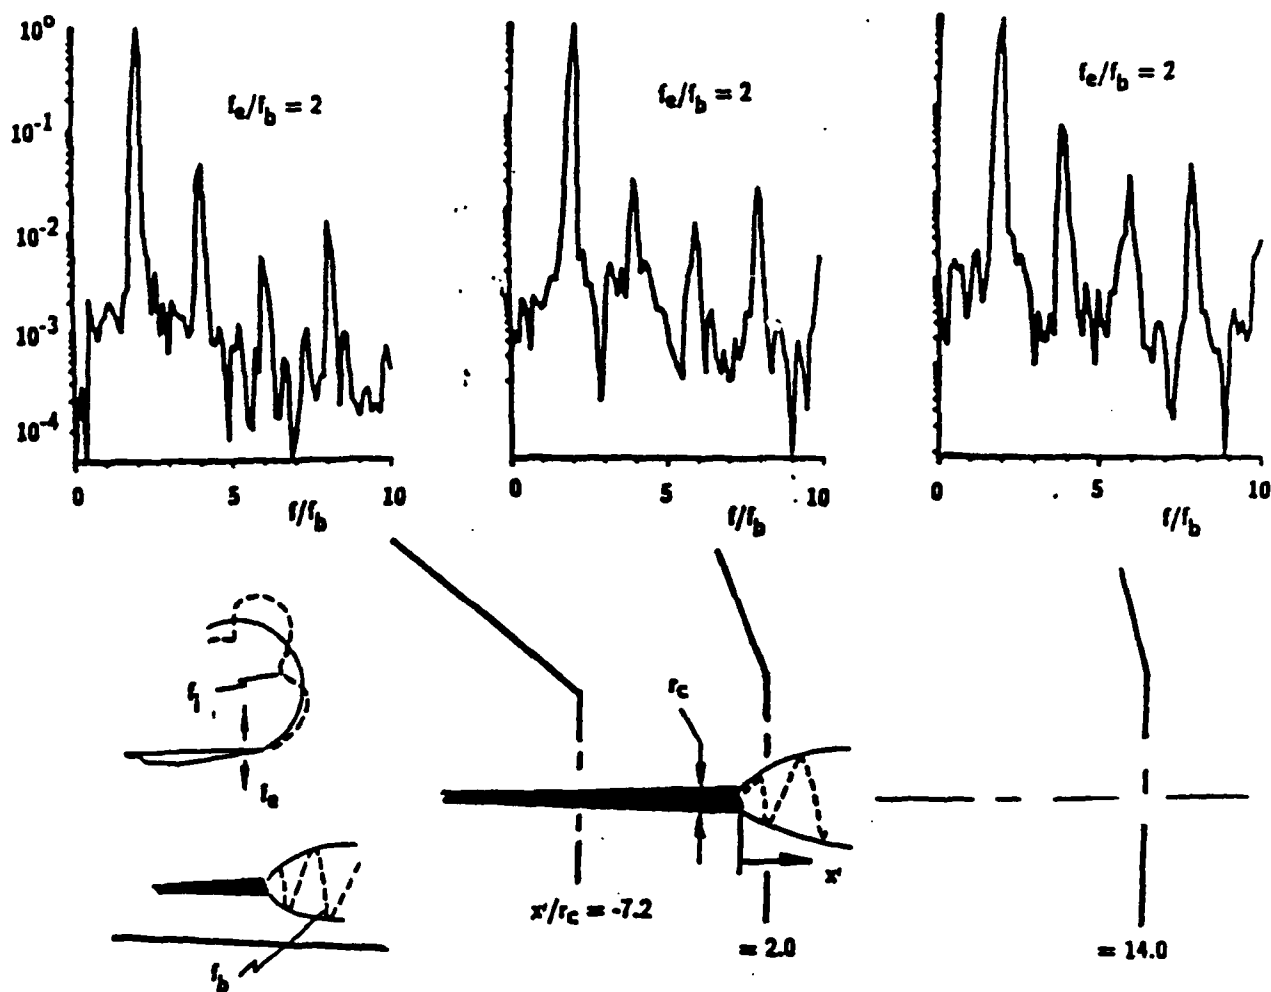 10⁰
10⁻¹
10⁻²
10⁻³
10⁻⁴
fₑ/f_b = 2
0 5 10
f/f_b
fₑ/f_b = 2
0 5 10
f/f_b
fₑ/f_b = 2
0 5 10
f/f_b
fᵢ
fₑ
f_b
r_c
x'
x'/r_c = -7.2
= 2.0
= 14.0